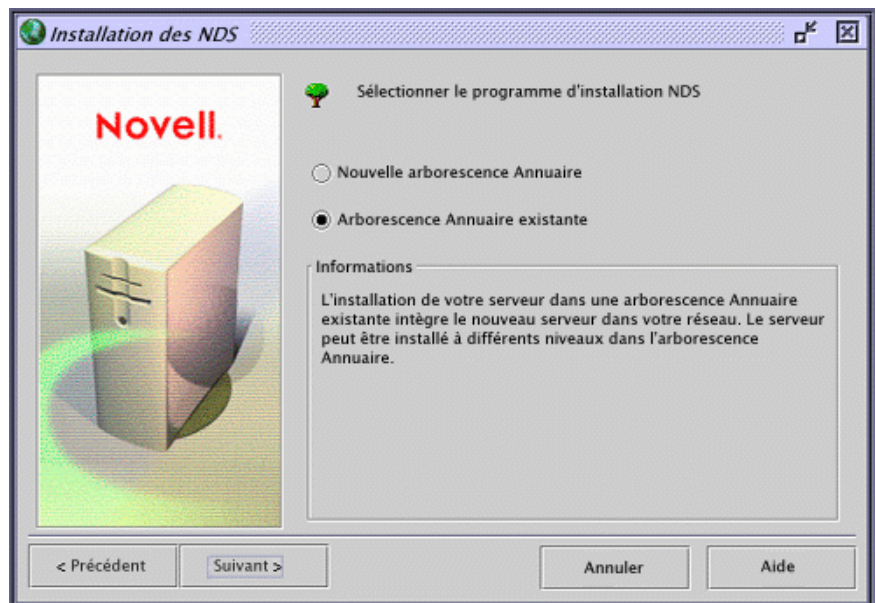 Installation des NDS
Novell.
Sélectionner le programme d'installation NDS
Nouvelle arborescence Annuaire
Arborescence Annuaire existante
Informations
L'installation de votre serveur dans une arborescence Annuaire
existante intègre le nouveau serveur dans votre réseau. Le serveur
peut être installé à différents niveaux dans l'arborescence
Annuaire.
< Précédent
Suivant >
Annuler
Aide